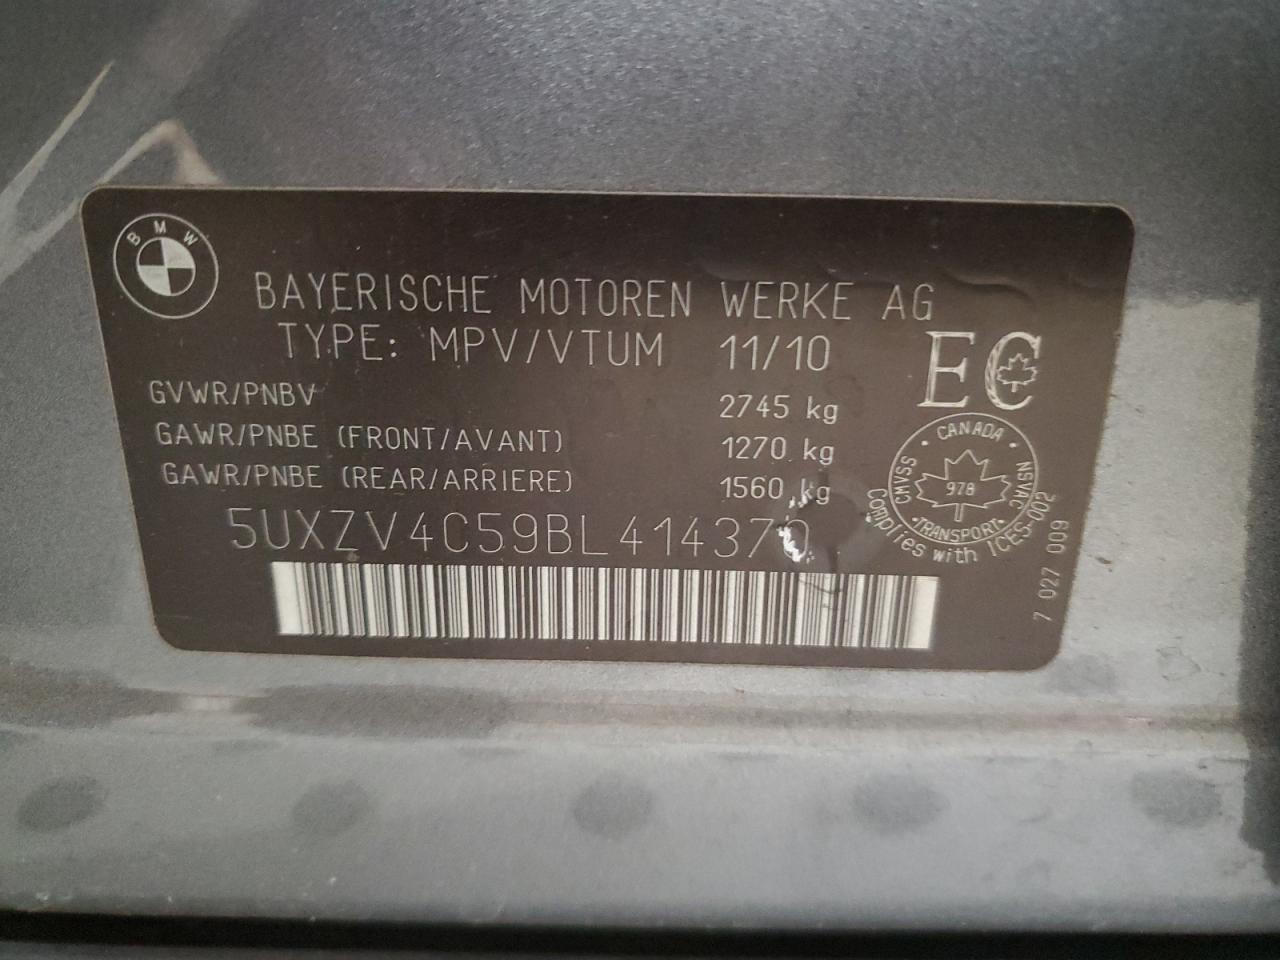 BMW
BAYERISCHE MOTOREN WERKE AG
TYPE: MPV/VTUM 11/10
GVWR/PNBV 2745 kg
GAWR/PNBE (FRONT/AVANT) 1270 kg
GAWR/PNBE (REAR/ARRIERE) 1560 kg
5UXZV4C59BL414370
EC
· CANADA ·
CMVSS
978
NSVAC
· TRANSPORT ·
Complies with ICES-002
7 027 009